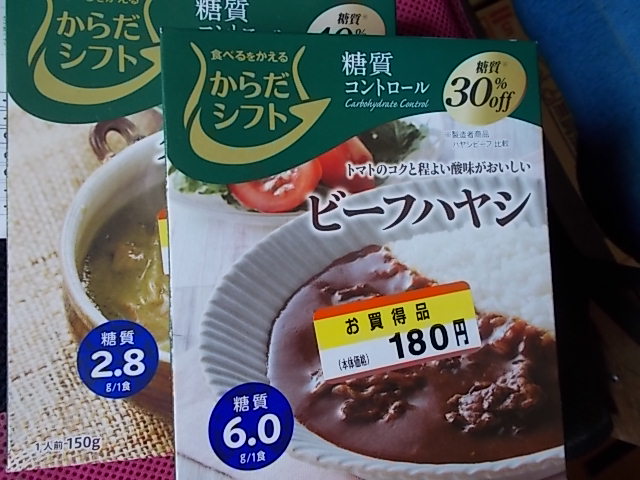 糖質
からだ
シフト
糖質
2.8
g/1食
1人前 150g
食べるをかえる
からだ
シフト
糖質
コントロール
Carbohydrate Control
糖質※
30%off
※製造者商品
ハヤシビーフ 比較
トマトのコクと程よい酸味がおいしい
ビーフハヤシ
お買得品
(本体価格) 180円
糖質
6.0
g/1食